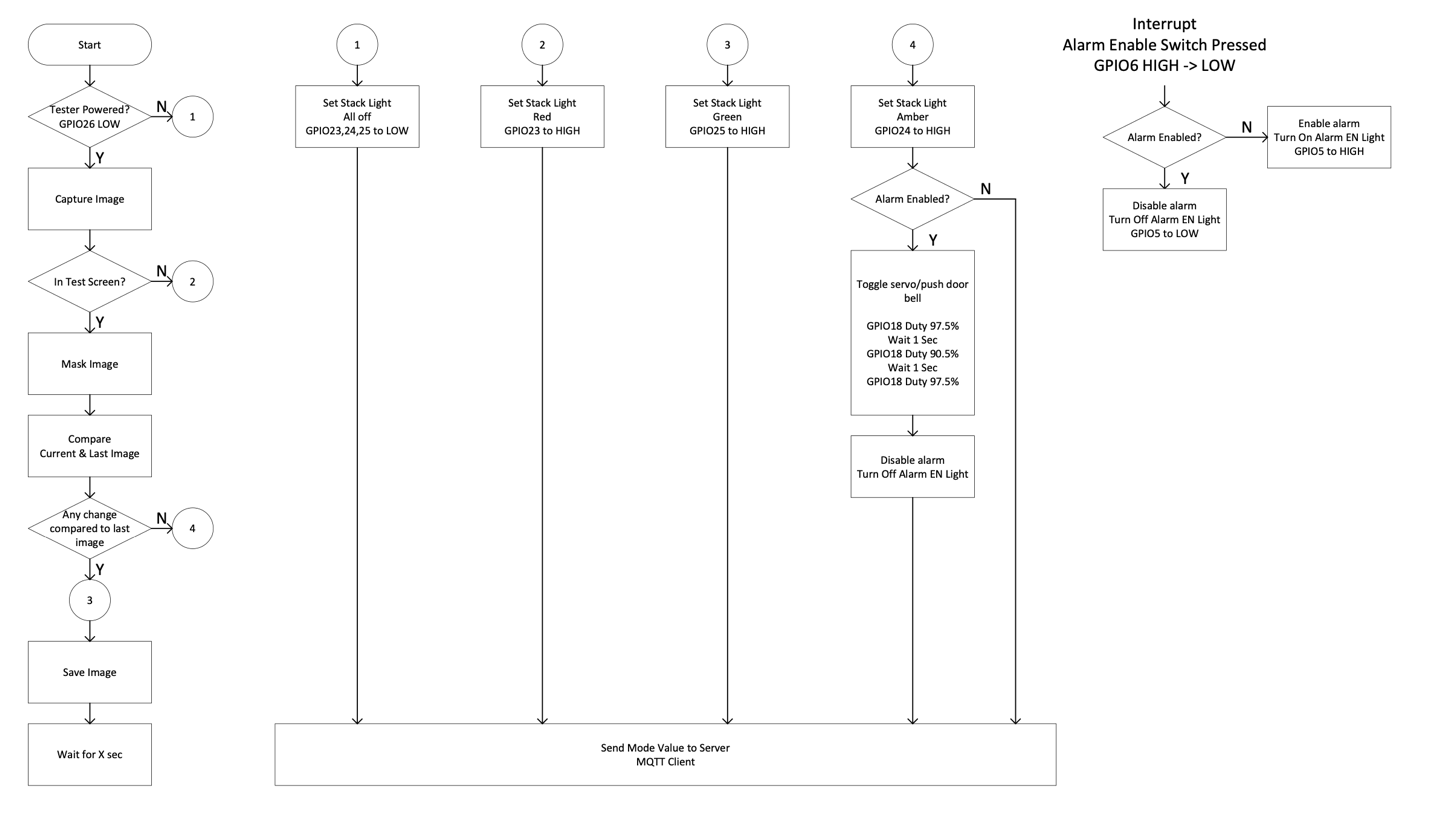 Start
Tester Powered?
GPIO26 LOW
N
1
Y
Capture Image
In Test Screen?
N
2
Y
Mask Image
Compare
Current & Last Image
Any change
compared to last
image
N
4
Y
3
Save Image
Wait for X sec
1
Set Stack Light
All off
GPIO23,24,25 to LOW
2
Set Stack Light
Red
GPIO23 to HIGH
3
Set Stack Light
Green
GPIO25 to HIGH
4
Set Stack Light
Amber
GPIO24 to HIGH
Alarm Enabled?
N
Y
Toggle servo/push door
bell
GPIO18 Duty 97.5%
Wait 1 Sec
GPIO18 Duty 90.5%
Wait 1 Sec
GPIO18 Duty 97.5%
Disable alarm
Turn Off Alarm EN Light
Send Mode Value to Server
MQTT Client
Interrupt
Alarm Enable Switch Pressed
GPIO6 HIGH -> LOW
Alarm Enabled?
N
Enable alarm
Turn On Alarm EN Light
GPIO5 to HIGH
Y
Disable alarm
Turn Off Alarm EN Light
GPIO5 to LOW